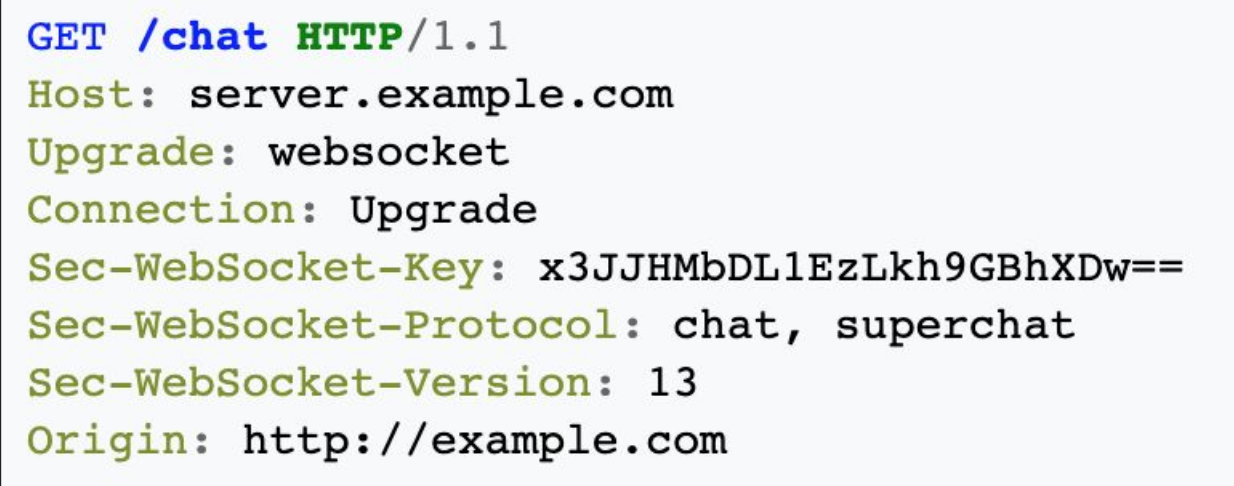 GET /chat HTTP/1.1
Host: server.example.com
Upgrade: websocket
Connection: Upgrade
Sec-WebSocket-Key: x3JJHMbDL1EzLkh9GBhXDw==
Sec-WebSocket-Protocol: chat, superchat
Sec-WebSocket-Version: 13
Origin: http://example.com